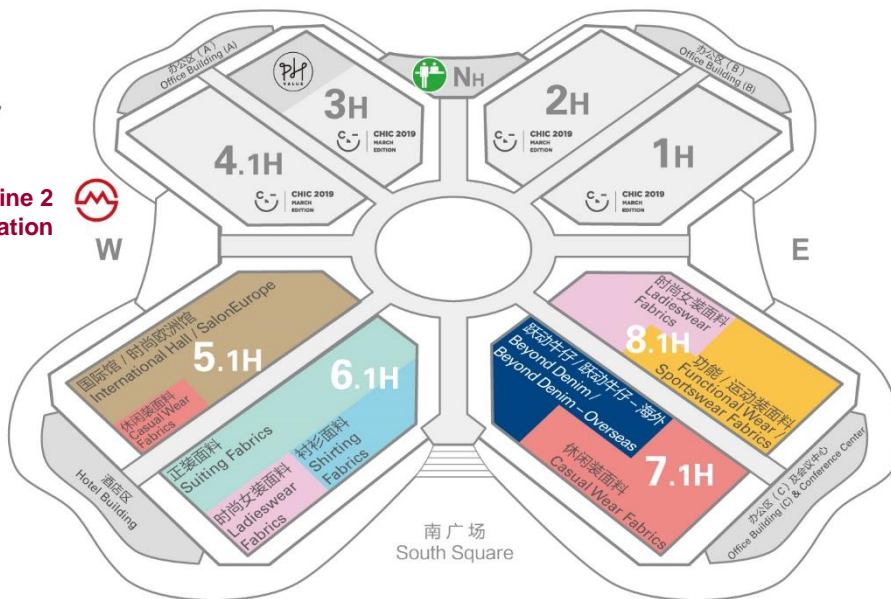 办公区（A）
Office Building (A)
PH
VALUE
3H
CHIC 2019
MARCH
EDITION
NH
2H
CHIC 2019
MARCH
EDITION
办公区（B）
Office Building (B)
4.1H
CHIC 2019
MARCH
EDITION
1H
CHIC 2019
MARCH
EDITION
ine 2
ation
W
E
国际馆 / 时尚欧洲馆
International Hall / SalonEurope
5.1H
休闲装面料
Casual Wear
Fabrics
6.1H
正装面料
Suiting Fabrics
衬衫面料
Shirting
Fabrics
时尚女装面料
Ladieswear
Fabrics
时尚女装面料
Ladieswear
Fabrics
8.1H
功能 / 运动装面料
Functional Wear /
Sportswear Fabrics
跃动牛仔 / 跃动牛仔 – 海外
Beyond Denim /
Beyond Denim – Overseas
休闲装面料
Casual Wear Fabrics
7.1H
酒店区
Hotel Building
南广场
South Square
办公区（C）及会议中心
Office Building (C) & Conference Center